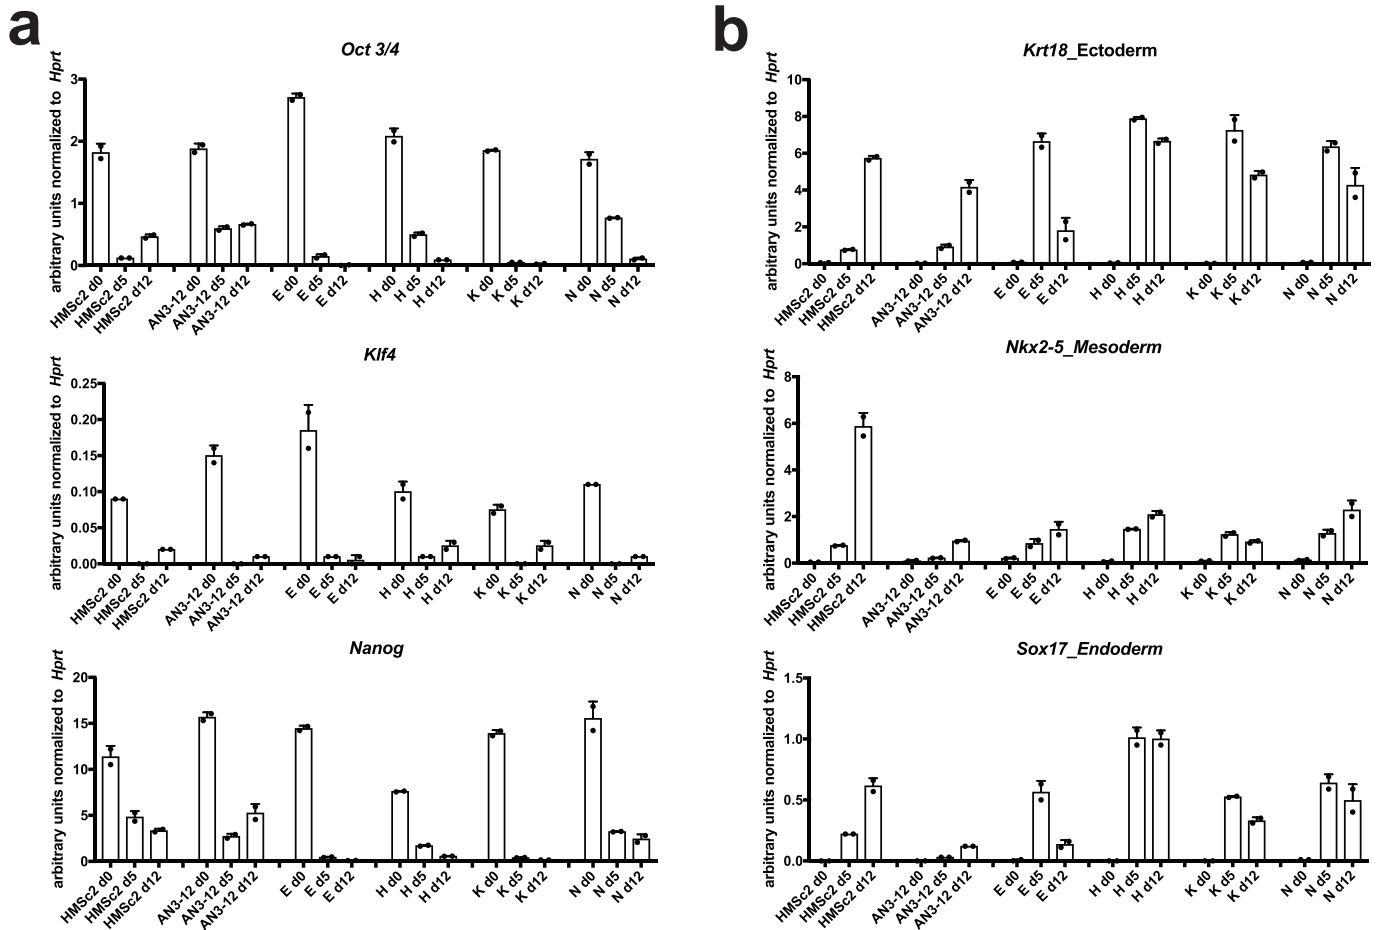 a
Oct 3/4
arbitrary units normalized to Hprt
3
2
1
0
HMSc2 d0
HMSc2 d5
HMSc2 d12
AN3-12 d0
AN3-12 d5
AN3-12 d12
E d0
E d5
E d12
H d0
H d5
H d12
K d0
K d5
K d12
N d0
N d5
N d12
Klf4
arbitrary units normalized to Hprt
0.25
0.20
0.15
0.10
0.05
0.00
HMSc2 d0
HMSc2 d5
HMSc2 d12
AN3-12 d0
AN3-12 d5
AN3-12 d12
E d0
E d5
E d12
H d0
H d5
H d12
K d0
K d5
K d12
N d0
N d5
N d12
Nanog
arbitrary units normalized to Hprt
20
15
10
5
0
HMSc2 d0
HMSc2 d5
HMSc2 d12
AN3-12 d0
AN3-12 d5
AN3-12 d12
E d0
E d5
E d12
H d0
H d5
H d12
K d0
K d5
K d12
N d0
N d5
N d12
b
Krt18_Ectoderm
arbitrary units normalized to Hprt
10
8
6
4
2
0
HMSc2 d0
HMSc2 d5
HMSc2 d12
AN3-12 d0
AN3-12 d5
AN3-12 d12
E d0
E d5
E d12
H d0
H d5
H d12
K d0
K d5
K d12
N d0
N d5
N d12
Nkx2-5_Mesoderm
arbitrary units normalized to Hprt
8
6
4
2
0
HMSc2 d0
HMSc2 d5
HMSc2 d12
AN3-12 d0
AN3-12 d5
AN3-12 d12
E d0
E d5
E d12
H d0
H d5
H d12
K d0
K d5
K d12
N d0
N d5
N d12
Sox17_Endoderm
arbitrary units normalized to Hprt
1.5
1.0
0.5
0.0
HMSc2 d0
HMSc2 d5
HMSc2 d12
AN3-12 d0
AN3-12 d5
AN3-12 d12
E d0
E d5
E d12
H d0
H d5
H d12
K d0
K d5
K d12
N d0
N d5
N d12